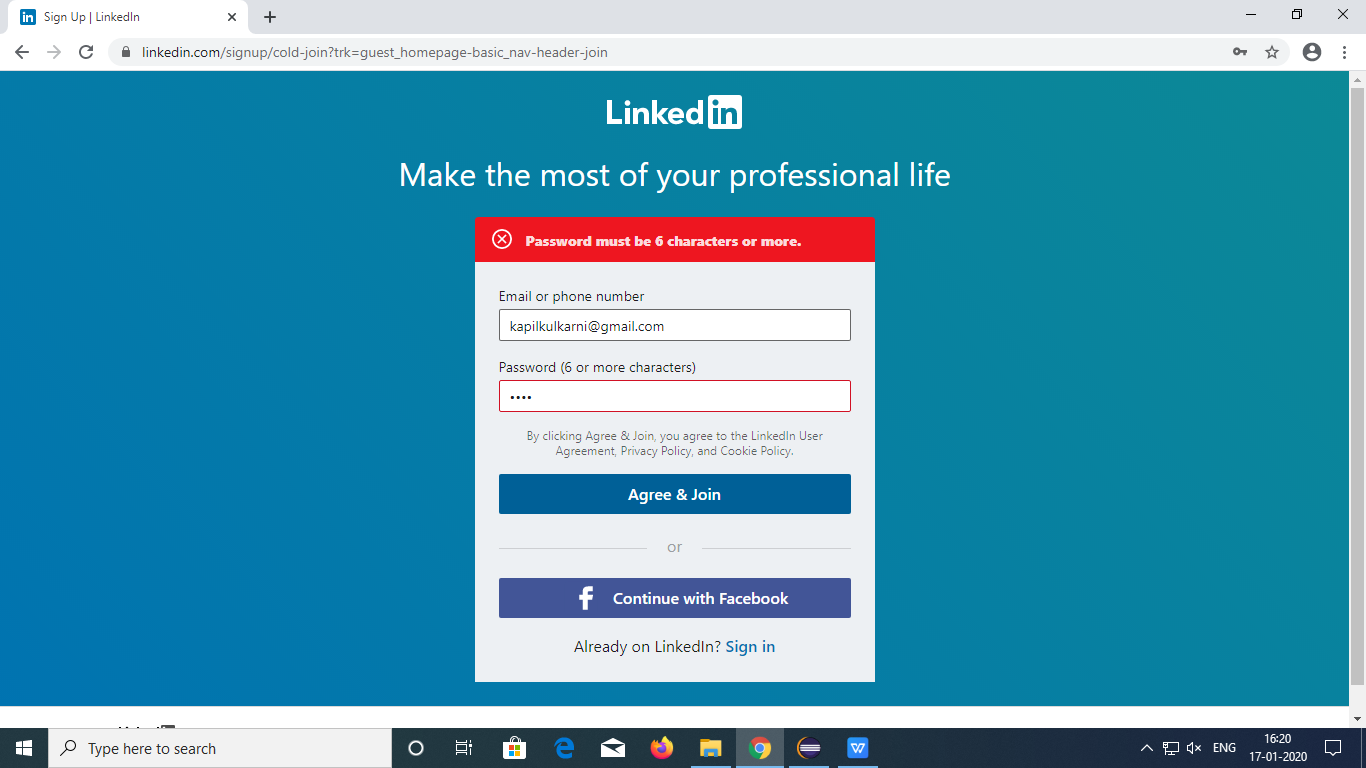 Sign Up | LinkedIn
linkedin.com/signup/cold-join?trk=guest_homepage-basic_nav-header-join
Linked in
Make the most of your professional life
Password must be 6 characters or more.
Email or phone number
kapilkulkarni@gmail.com
Password (6 or more characters)
••••
By clicking Agree & Join, you agree to the LinkedIn User
Agreement, Privacy Policy, and Cookie Policy.
Agree & Join
or
Continue with Facebook
Already on LinkedIn? Sign in
Type here to search
ENG
16:20
17-01-2020